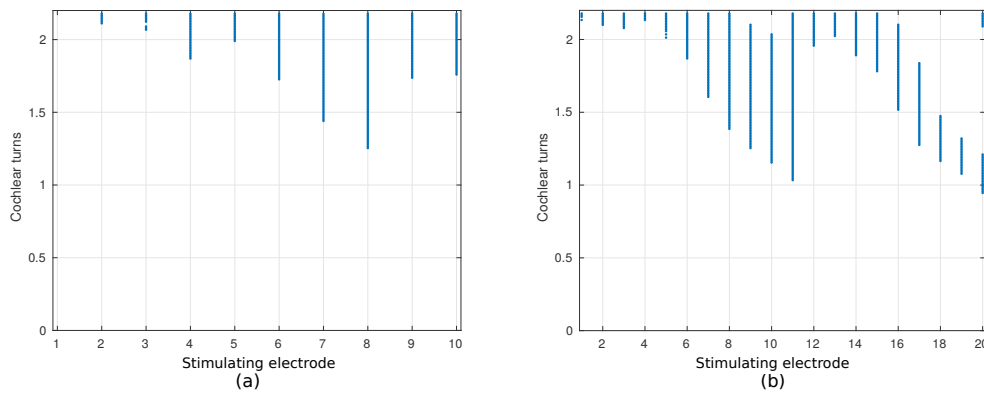 2
1.5
1
0.5
0
Cochlear turns
1 2 3 4 5 6 7 8 9 10
Stimulating electrode
(a)
2
1.5
1
0.5
0
Cochlear turns
2 4 6 8 10 12 14 16 18 20
Stimulating electrode
(b)